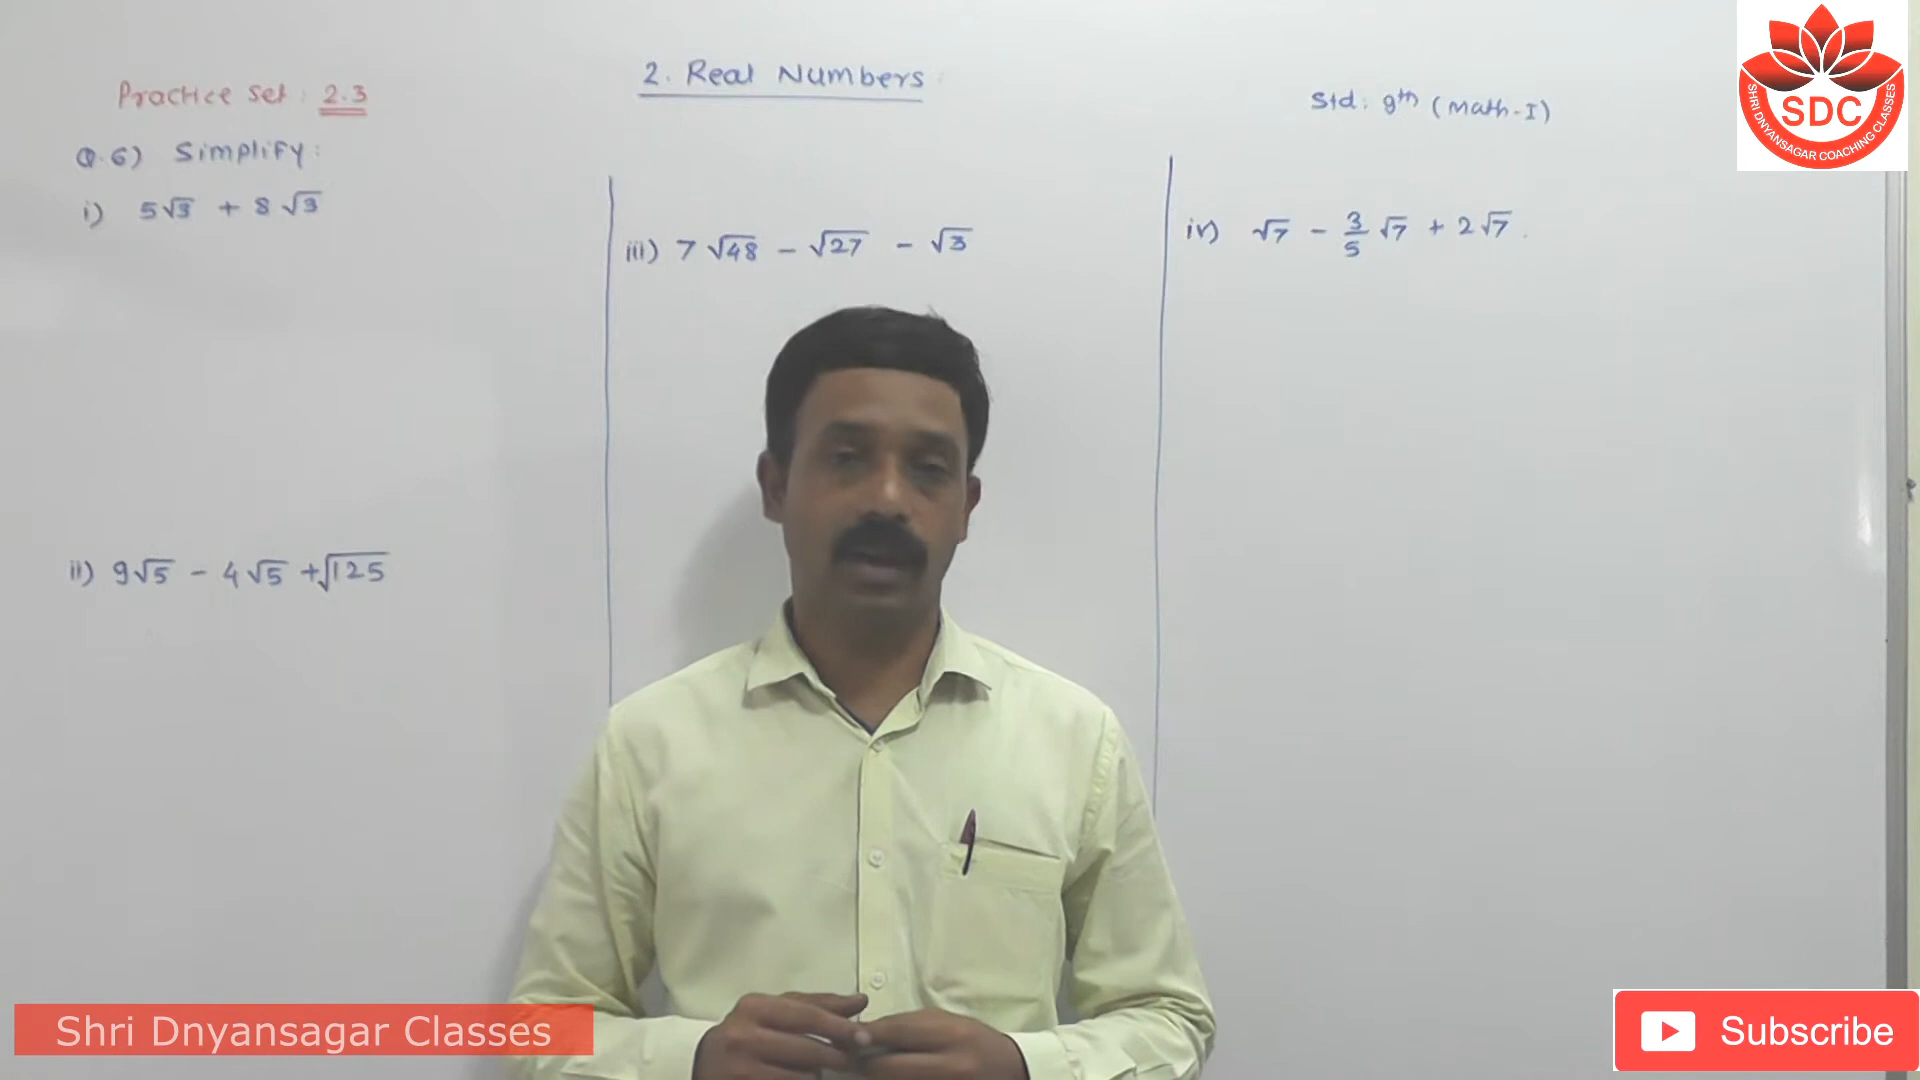 2. Real Numbers
Practice Set : 2.3
Std: 9th (Math-I)
Q.6) Simplify:
i) 5√3 + 8√3
ii) 9√5 - 4√5 + √125
iii) 7√48 - √27 - √3
iv) √7 - 3/5 √7 + 2√7
SDC
SHRI DNYANSAGAR COACHING CLASSES
Shri Dnyansagar Classes
Subscribe